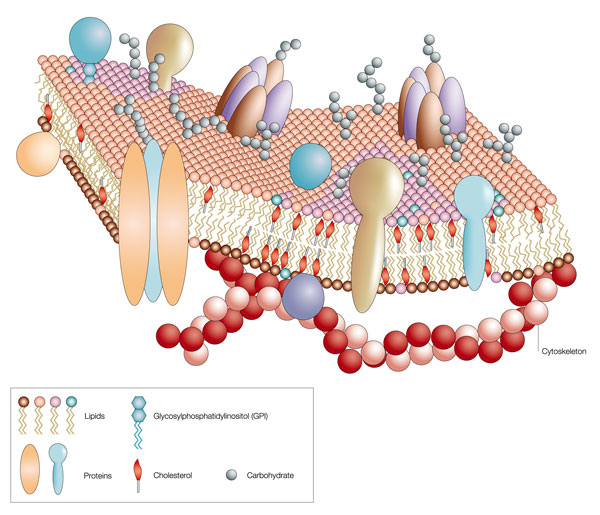 Cytoskeleton
Lipids
Glycosylphosphatidylinositol (GPI)
Proteins
Cholesterol
Carbohydrate